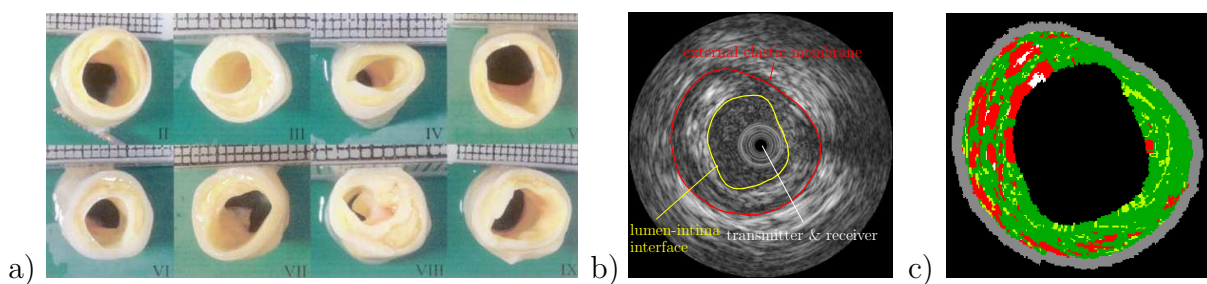 II
III
IV
V
VI
VII
VIII
IX
a)
external elastic membrane
lumen-intima
interface
transmitter & receiver
b)
c)